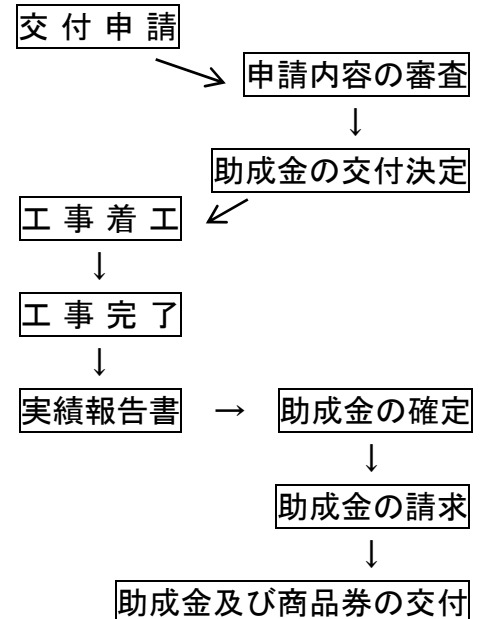 交付申請
申請内容の審査
↓
助成金の交付決定
工事着工
↓
工事完了
↓
実績報告書 → 助成金の確定
↓
助成金の請求
↓
助成金及び商品券の交付